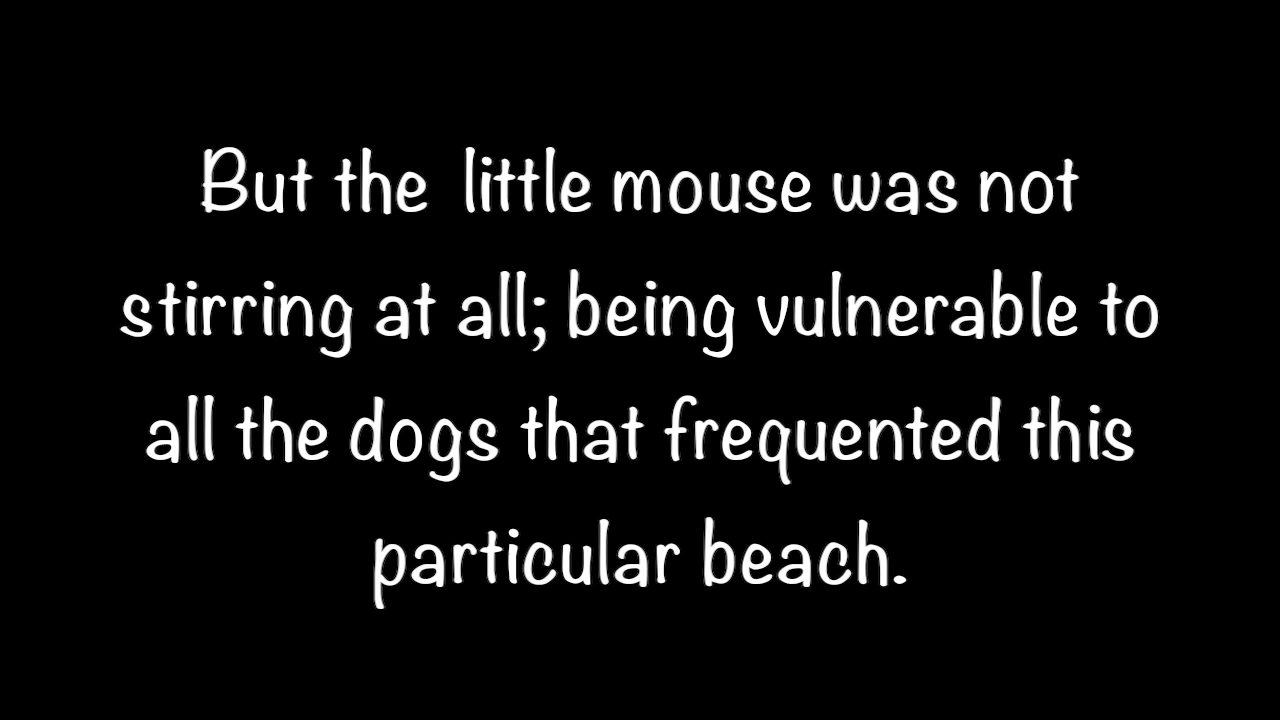 But the  little mouse was not
stirring at all; being vulnerable to
all the dogs that frequented this
particular beach.